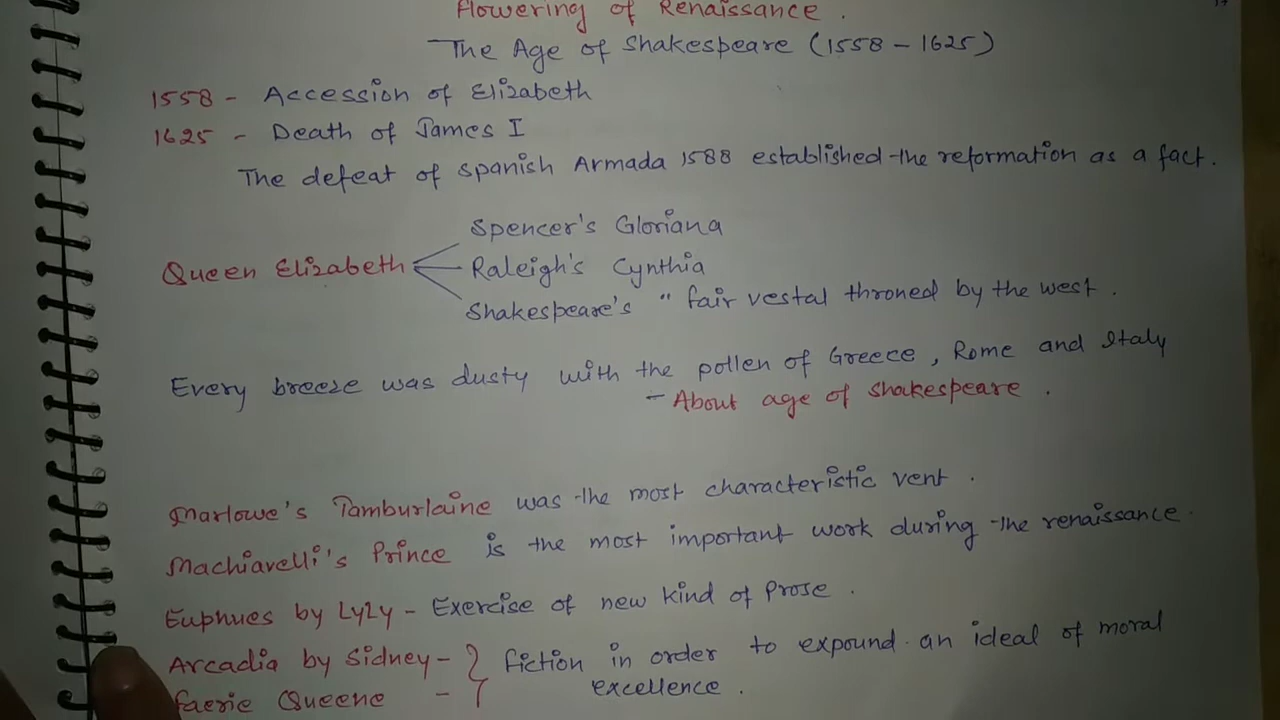 Flowering of Renaissance.
The Age of Shakespeare (1558 - 1625)
1558 - Accession of Elizabeth
1625 - Death of James I
The defeat of Spanish Armada 1588 established the reformation as a fact.
Spencer's Gloriana
Queen Elizabeth
Raleigh's Cynthia
Shakespeare's "fair vestal throned by the west.
Every breeze was dusty with the pollen of Greece, Rome and Italy
- About age of Shakespeare.
Marlowe's Tamburlaine was the most characteristic vent.
Machiavelli's Prince is the most important work during the renaissance.
Euphues by Lyly - Exercise of new kind of Prose.
Arcadia by Sidney - } fiction in order to expound an ideal of moral
Faerie Queene - excellence.